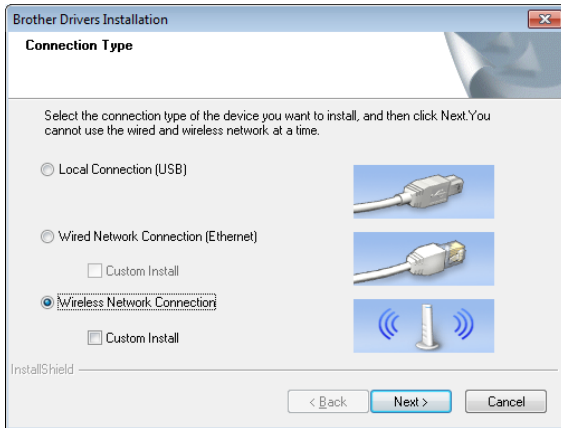 Brother Drivers Installation
Connection Type
Select the connection type of the device you want to install, and then click Next.You
cannot use the wired and wireless network at a time.
Local Connection (USB)
Wired Network Connection (Ethernet)
Custom Install
Wireless Network Connection
Custom Install
InstallShield
< Back
Next >
Cancel